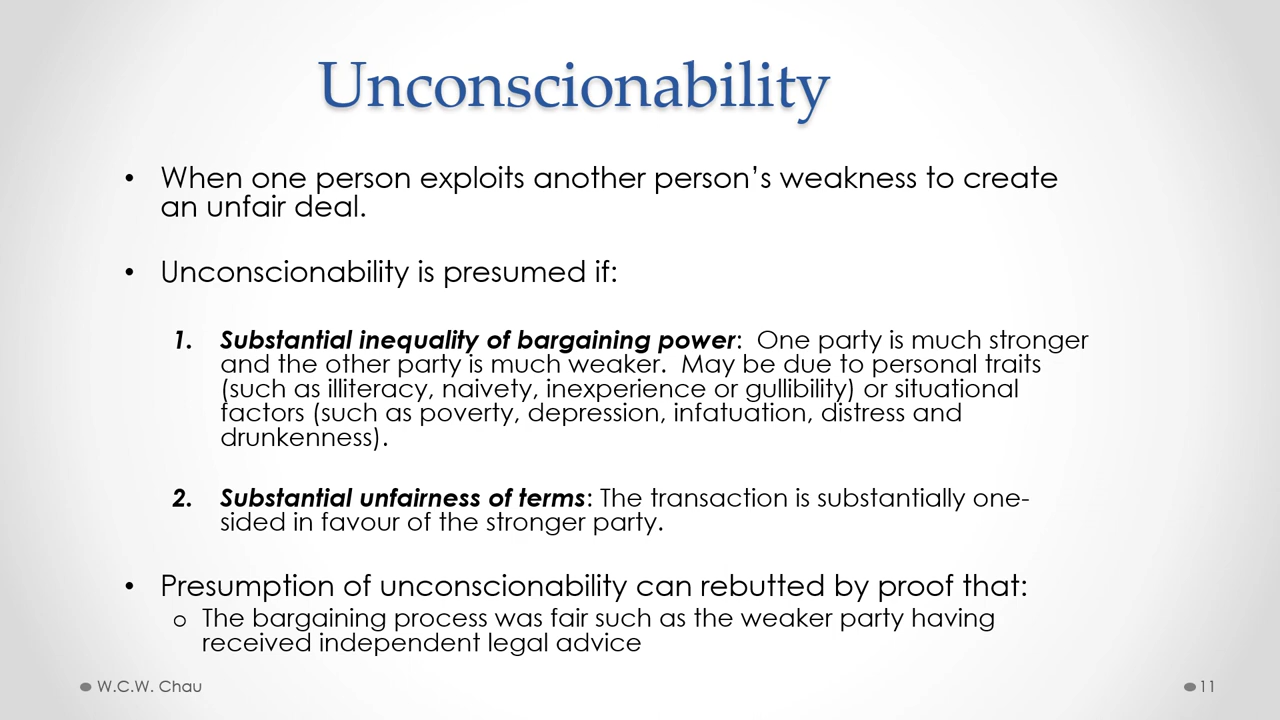 Unconscionability
• When one person exploits another person’s weakness to create
an unfair deal.
• Unconscionability is presumed if:
1. Substantial inequality of bargaining power:  One party is much stronger
and the other party is much weaker.  May be due to personal traits
(such as illiteracy, naivety, inexperience or gullibility) or situational
factors (such as poverty, depression, infatuation, distress and
drunkenness).
2. Substantial unfairness of terms: The transaction is substantially one-
sided in favour of the stronger party.
• Presumption of unconscionability can rebutted by proof that:
o The bargaining process was fair such as the weaker party having
received independent legal advice
W.C.W. Chau
11